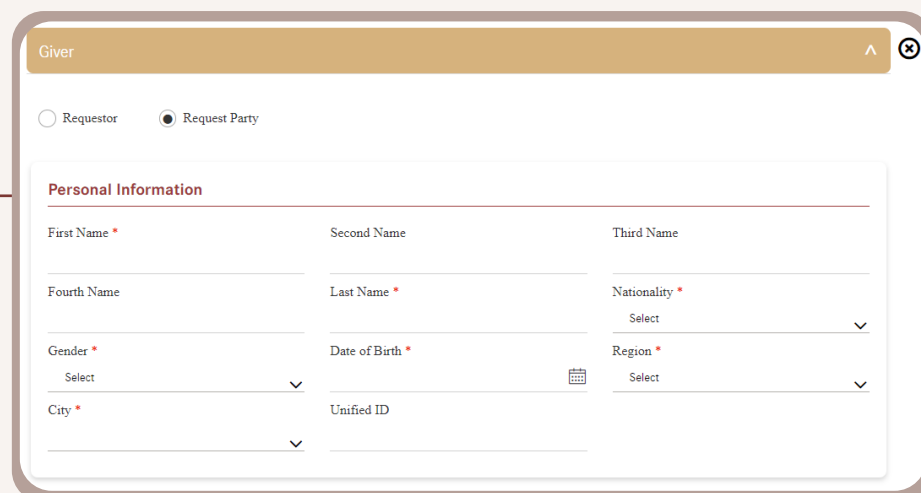 Giver
Requestor Request Party
Personal Information
First Name * Second Name Third Name
Fourth Name Last Name * Nationality *
Select
Gender * Date of Birth * Region *
Select Select
City * Unified ID